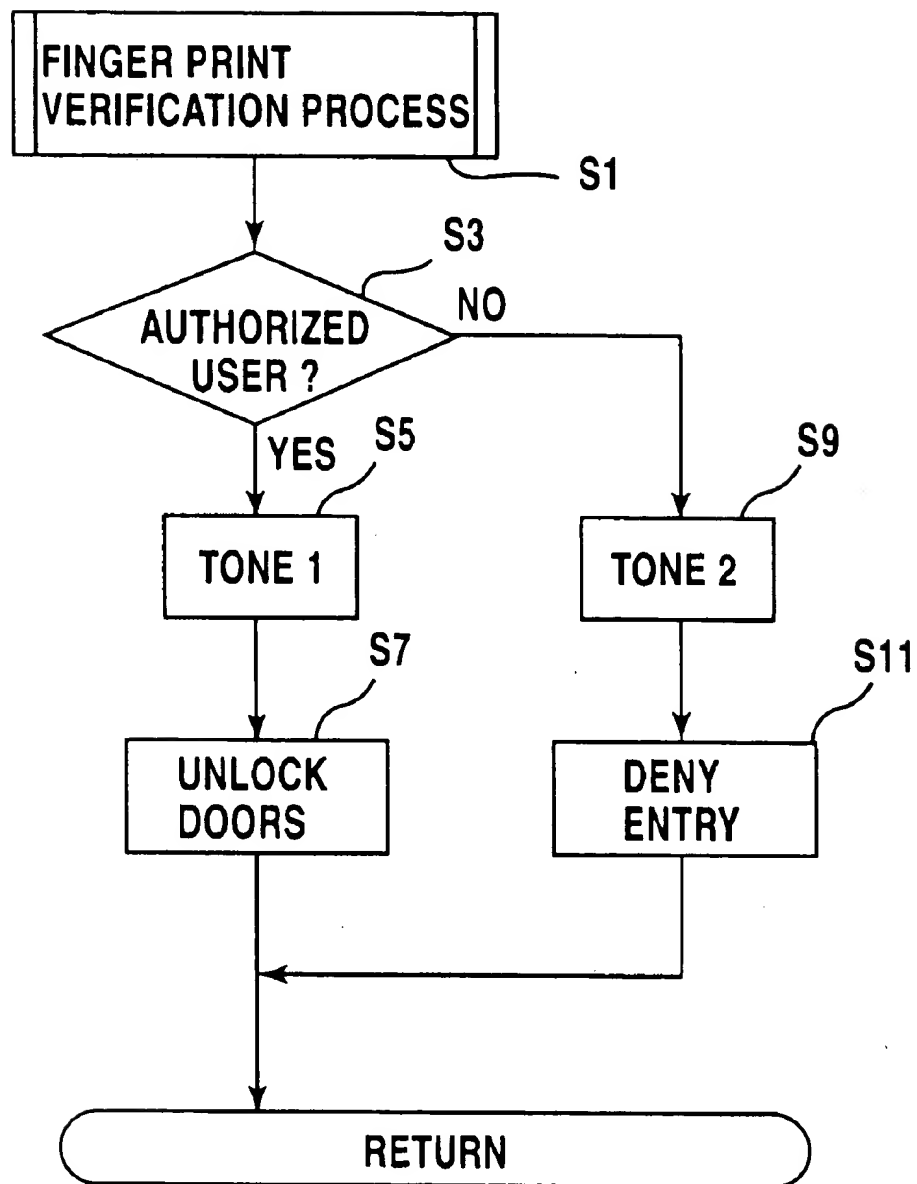 FINGER PRINT
VERIFICATION PROCESS
S1
S3
AUTHORIZED
USER ?
NO
YES
S5
S9
TONE 1
TONE 2
S7
S11
UNLOCK
DOORS
DENY
ENTRY
RETURN